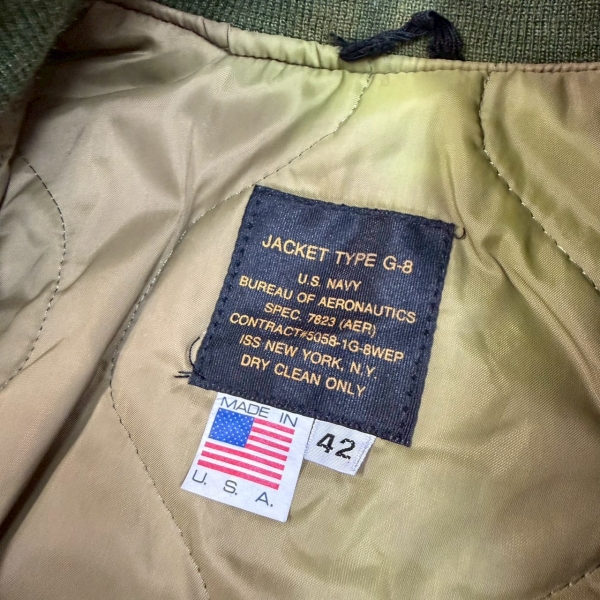 JACKET TYPE G-8
U.S. NAVY
BUREAU OF AERONAUTICS
SPEC. 7823 (AER)
CONTRACT#5058-1G-8WEP
ISS NEW YORK, N.Y.
DRY CLEAN ONLY
MADE IN
U. S. A.
42